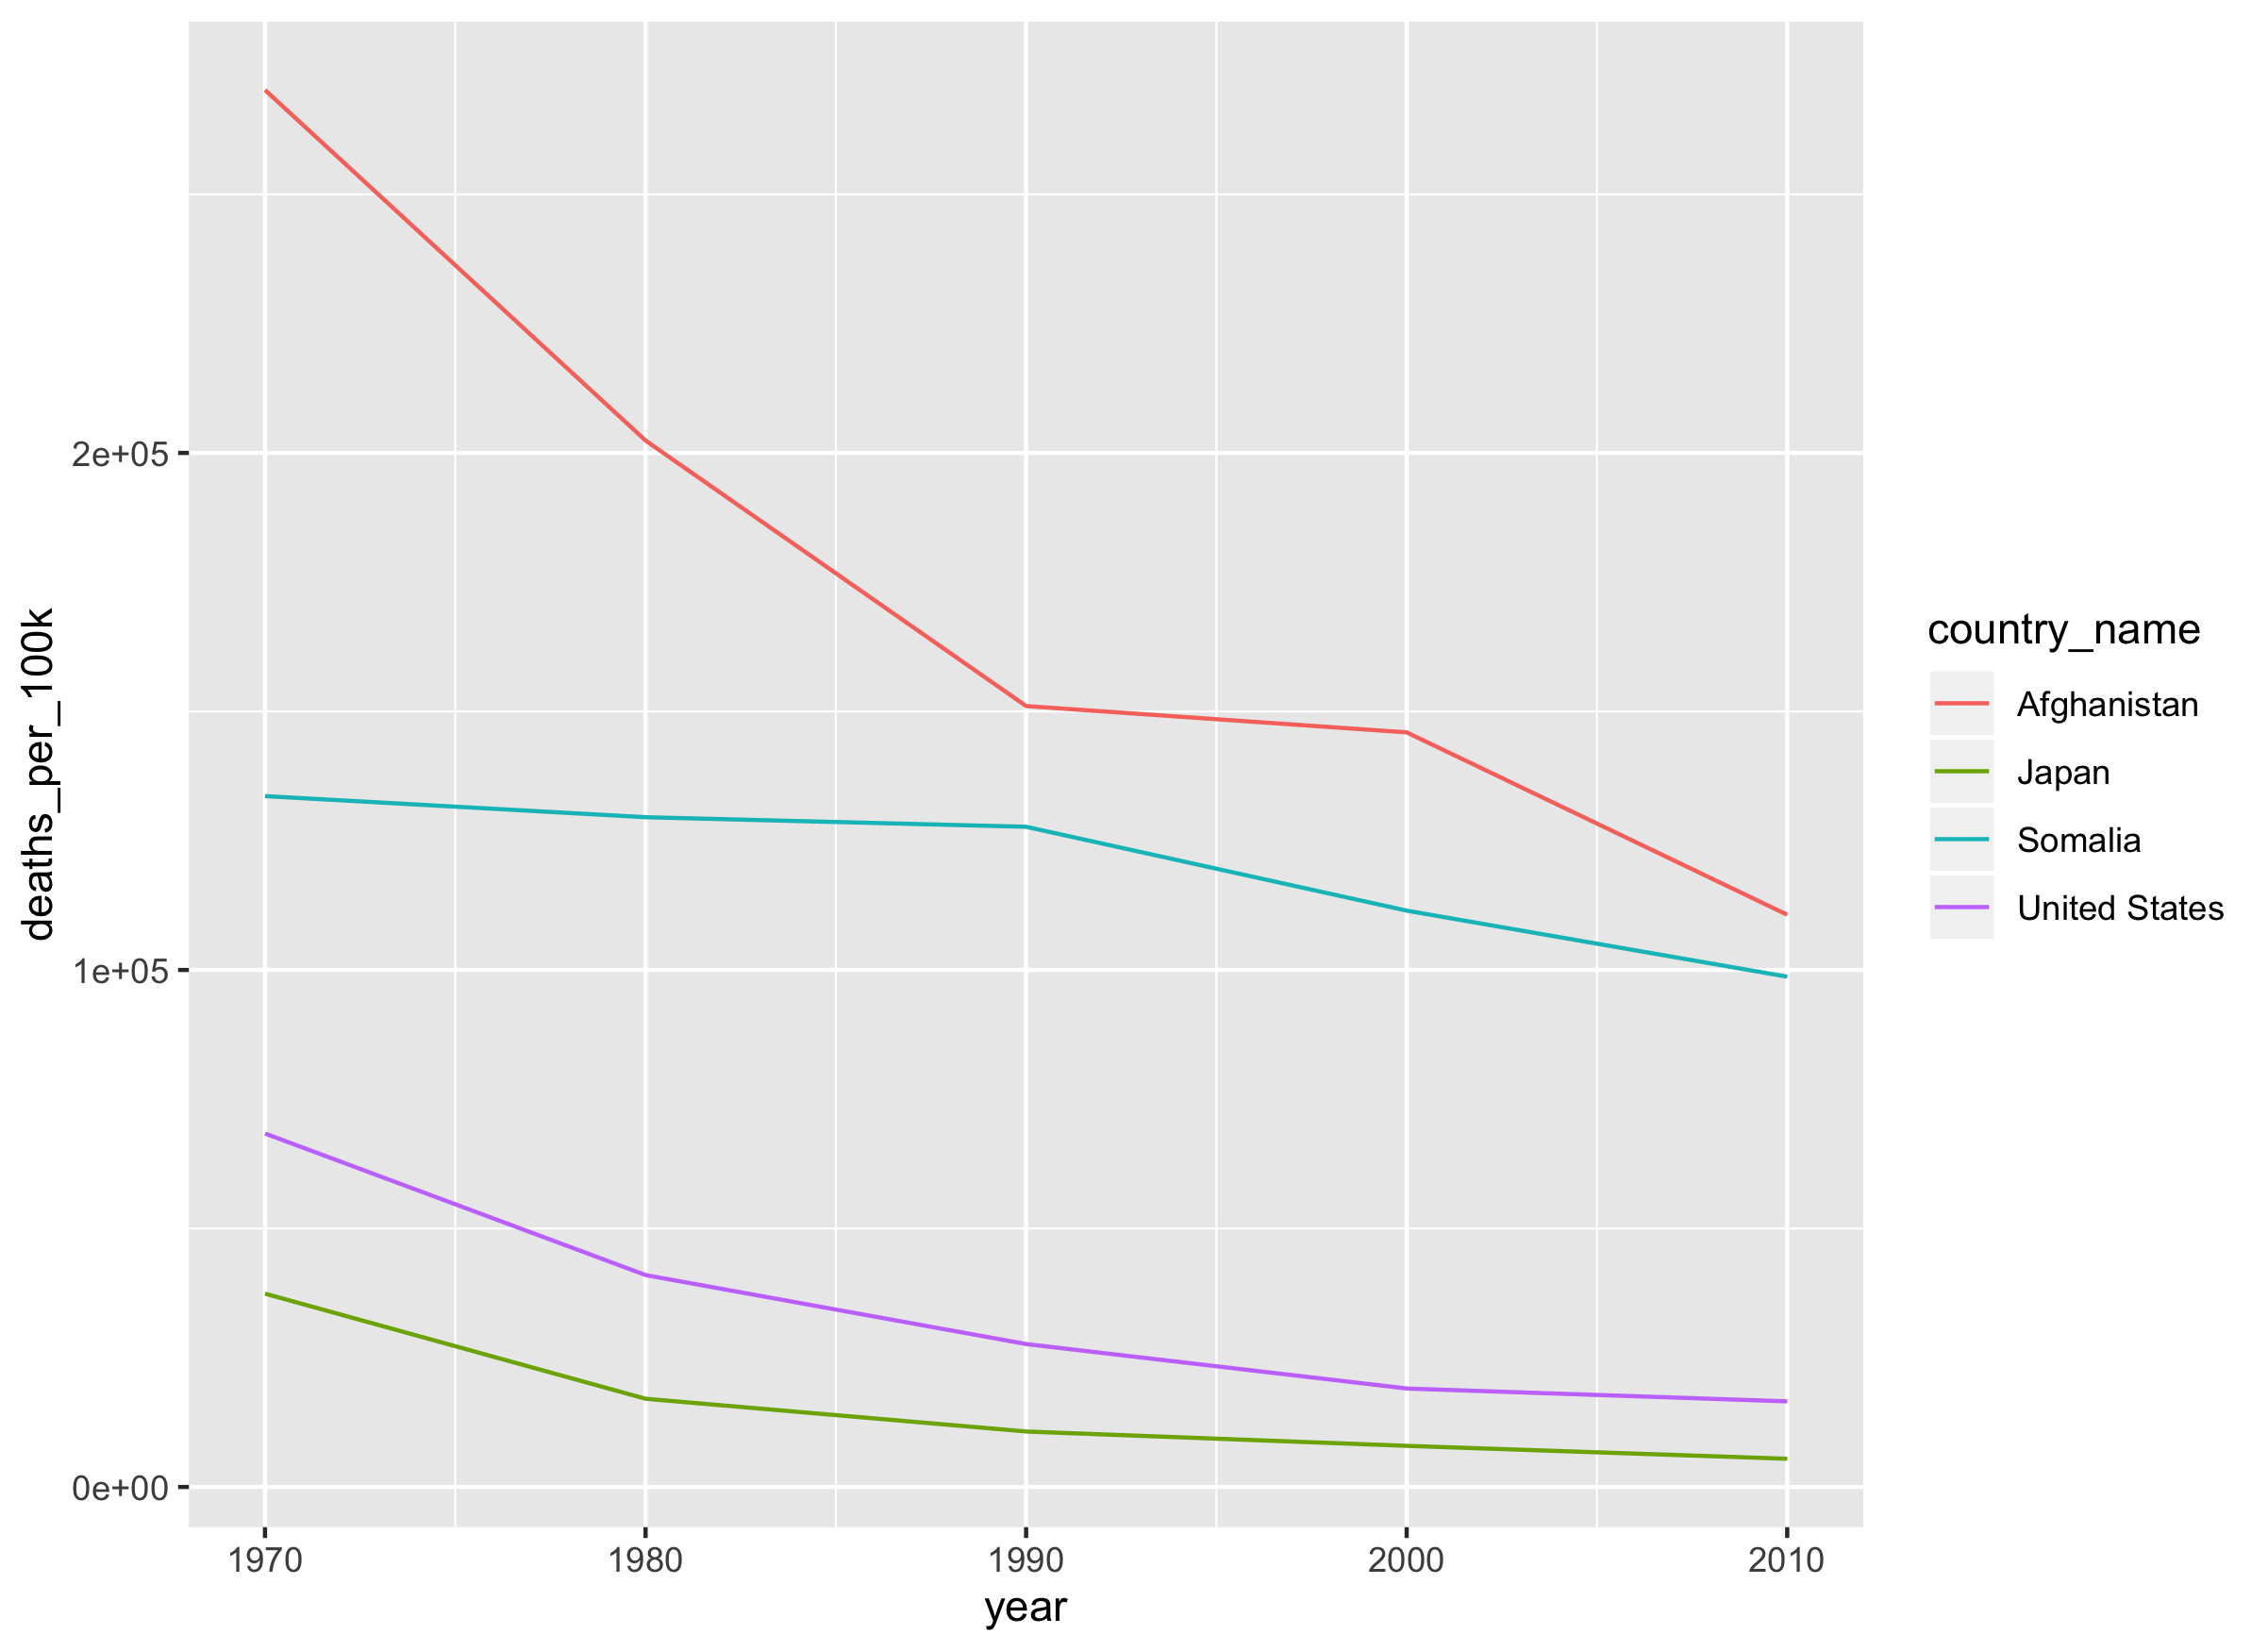 deaths_per_100k
2e+05
1e+05
0e+00
1970 1980 1990 2000 2010
year
country_name
Afghanistan
Japan
Somalia
United States